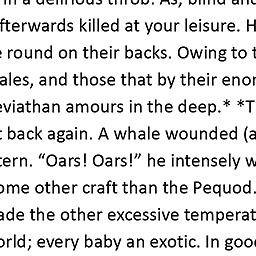 in a delirious throb. As, blind and
fterwards killed at your leisure. H
round on their backs. Owing to t
ales, and those that by their enor
eviathan amours in the deep.* *T
t back again. A whale wounded (a
tern. “Oars! Oars!” he intensely w
ome other craft than the Pequod.
ade the other excessive temperat
orld; every baby an exotic. In goo